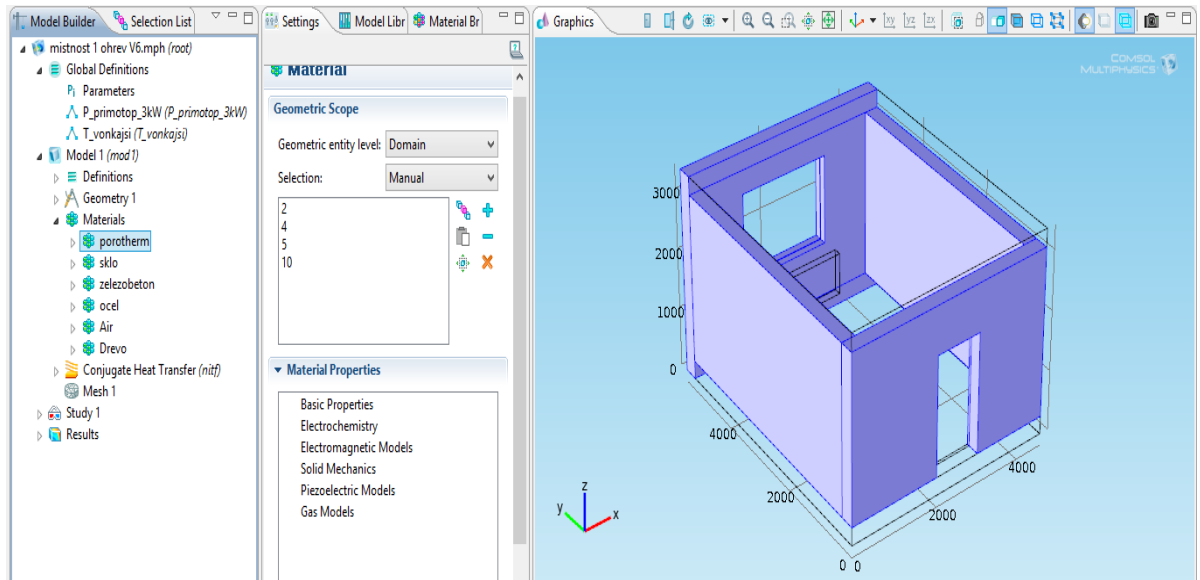 Model Builder
Selection List
mistnost 1 ohrev V6.mph (root)
Global Definitions
Pi Parameters
P_primotop_3kW (P_primotop_3kW)
T_vonkajsi (T_vonkajsi)
Model 1 (mod1)
Definitions
Geometry 1
Materials
porotherm
sklo
zelezobeton
ocel
Air
Drevo
Conjugate Heat Transfer (nitf)
Mesh 1
Study 1
Results
Settings
Model Libr
Material Br
Material
Geometric Scope
Geometric entity level: Domain
Selection: Manual
2
4
5
10
Material Properties
Basic Properties
Electrochemistry
Electromagnetic Models
Solid Mechanics
Piezoelectric Models
Gas Models
Graphics
xy yz zx
COMSOL
MULTIPHYSICS
3000
2000
1000
0
4000
2000
0 0
2000
4000
z
y
x